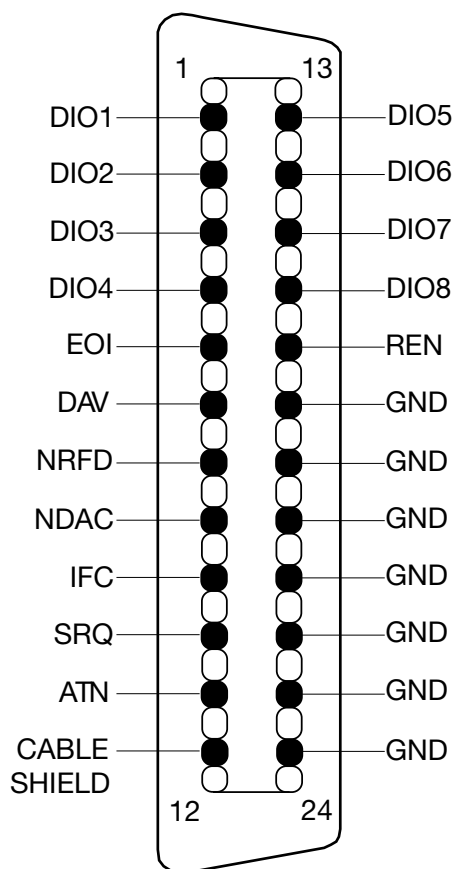 1 13
DIO1 DIO5
DIO2 DIO6
DIO3 DIO7
DIO4 DIO8
EOI REN
DAV GND
NRFD GND
NDAC GND
IFC GND
SRQ GND
ATN GND
CABLE GND
SHIELD
12 24